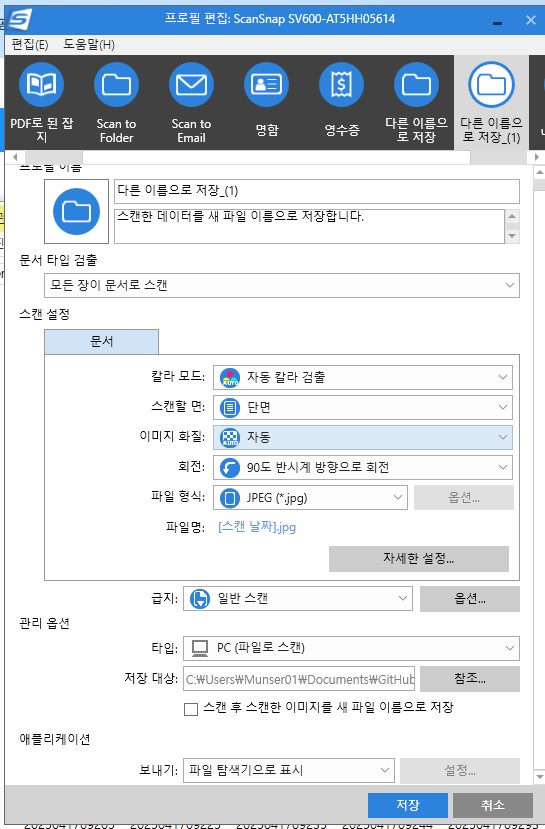 프로필 편집: ScanSnap SV600-AT5HH05614
편집(E) 도움말(H)
PDF로 된 잡
지
Scan to
Folder
Scan to
Email
명함
영수증
다른 이름으
로 저장
다른 이름으
로 저장_(1)
프로필 이름
다른 이름으로 저장_(1)
스캔한 데이터를 새 파일 이름으로 저장합니다.
문서 타입 검출
모든 장이 문서로 스캔
스캔 설정
문서
칼라 모드: AUTO 자동 칼라 검출
스캔할 면: 단면
이미지 화질: AUTO 자동
회전: 90도 반시계 방향으로 회전
파일 형식: JPEG (*.jpg) 옵션...
파일명: [스캔 날짜].jpg
자세한 설정...
급지: 일반 스캔 옵션...
관리 옵션
타입: PC (파일로 스캔)
저장 대상: C:₩Users₩Munser01₩Documents₩GitHub 참조...
스캔 후 스캔한 이미지를 새 파일 이름으로 저장
애플리케이션
보내기: 파일 탐색기으로 표시 설정...
저장 취소